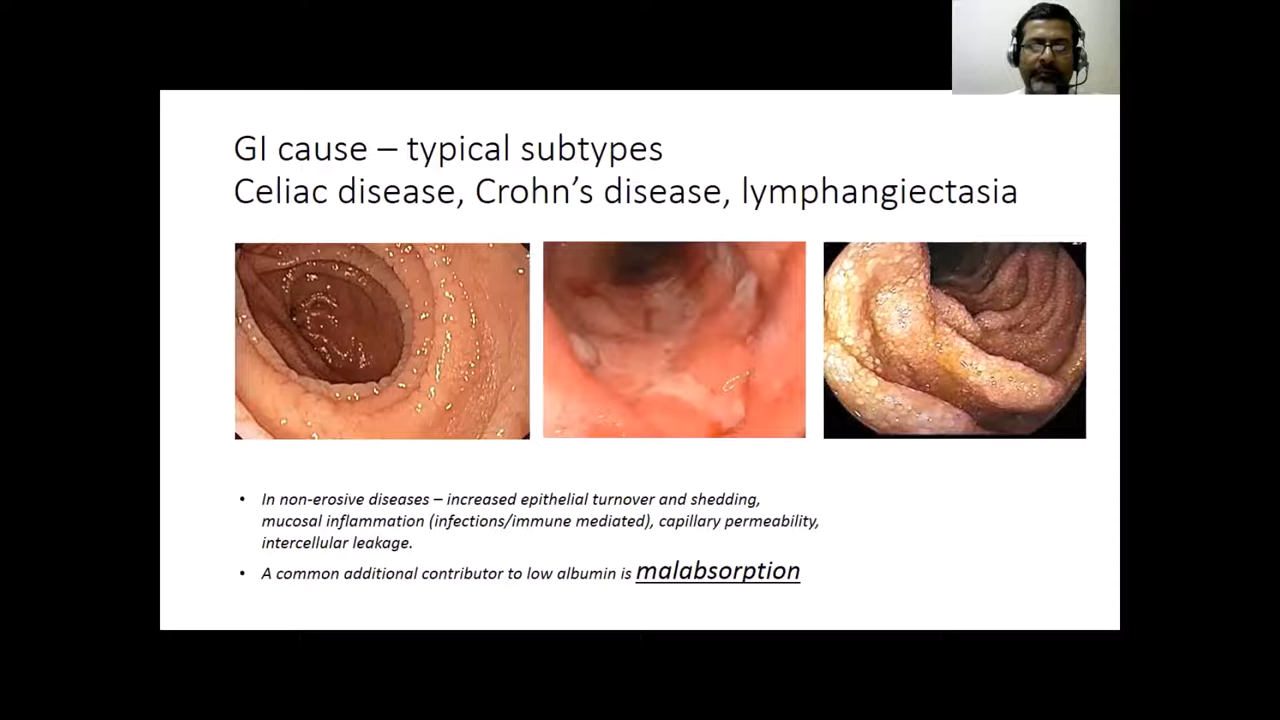 GI cause – typical subtypes
Celiac disease, Crohn’s disease, lymphangiectasia
• In non-erosive diseases – increased epithelial turnover and shedding,
mucosal inflammation (infections/immune mediated), capillary permeability,
intercellular leakage.
• A common additional contributor to low albumin is malabsorption